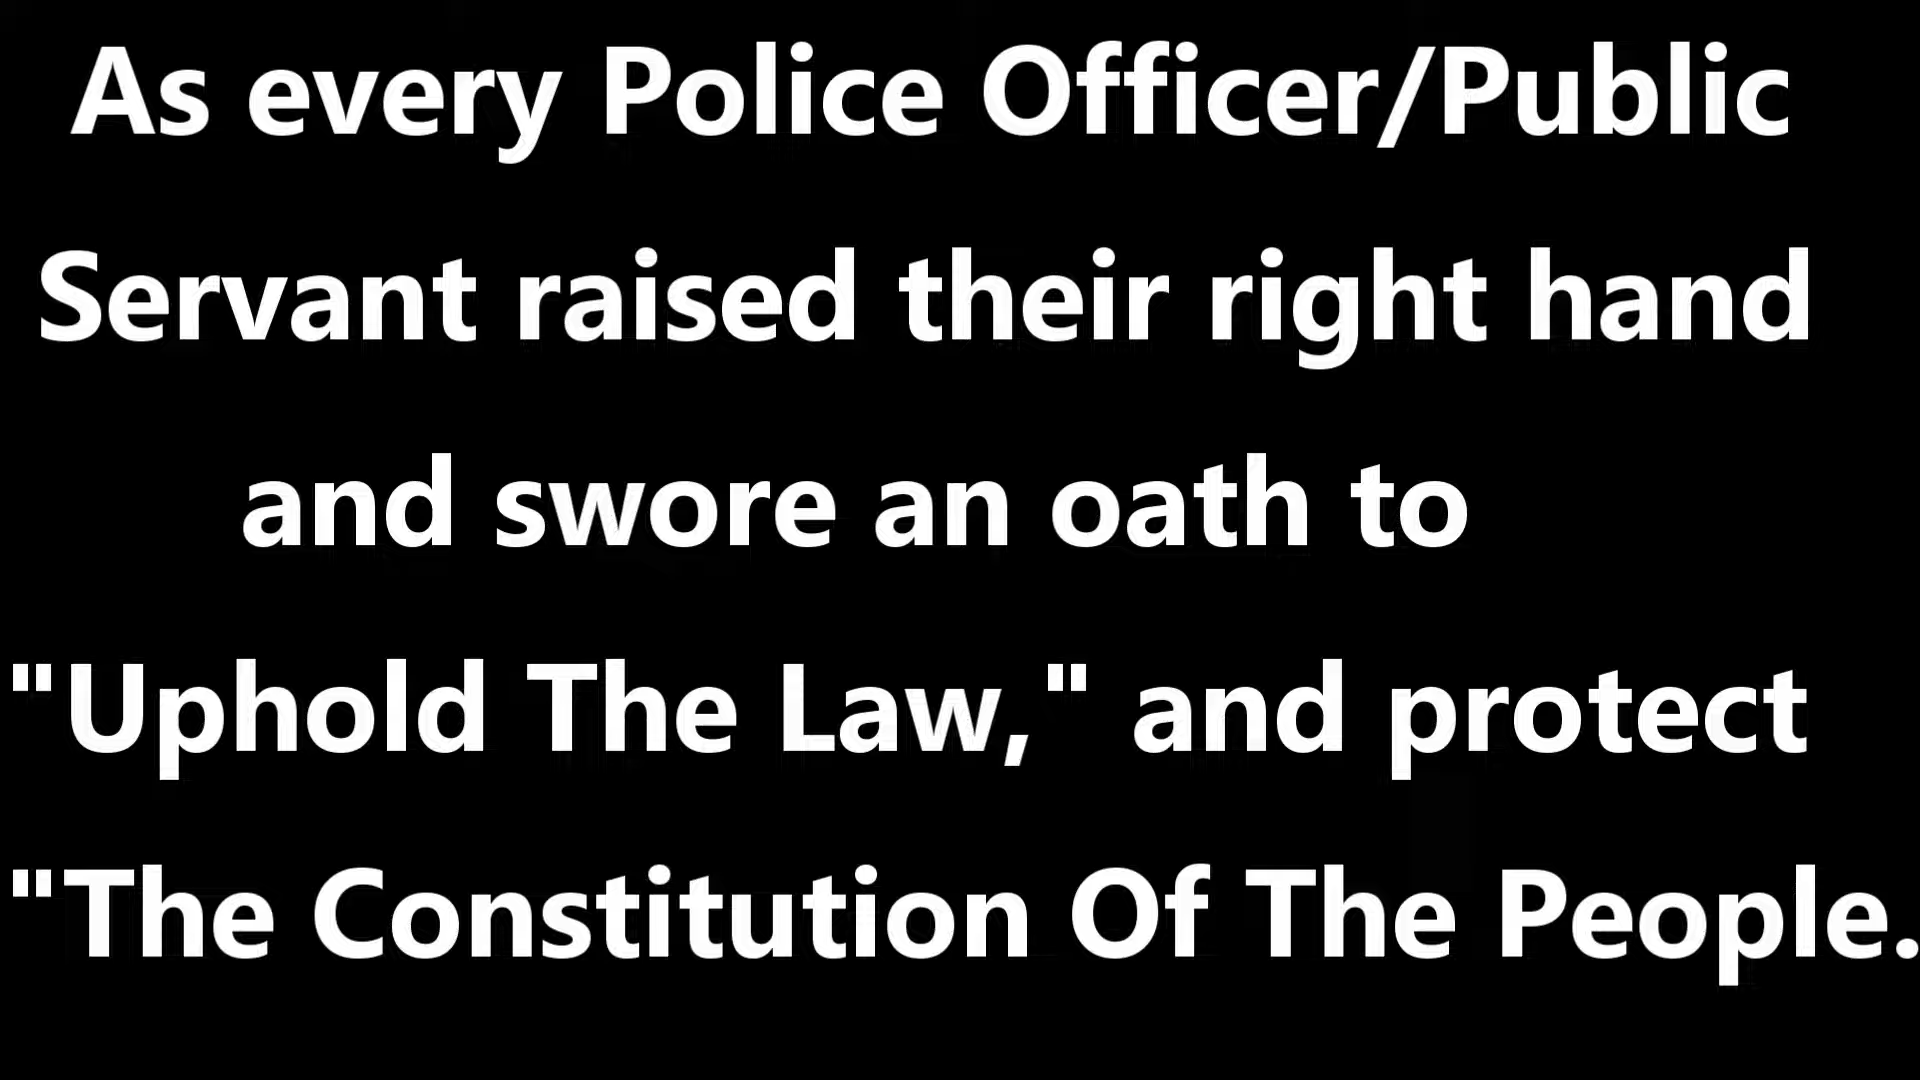 As every Police Officer/Public
Servant raised their right hand
and swore an oath to
"Uphold The Law," and protect
"The Constitution Of The People.